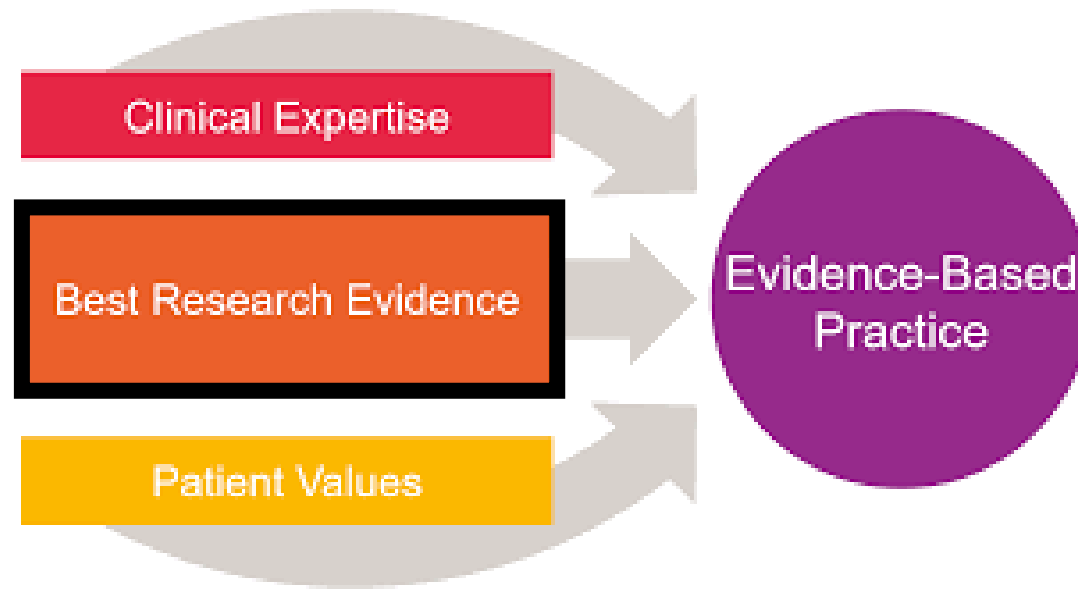 Clinical Expertise
Best Research Evidence
Patient Values
Evidence-Based
Practice